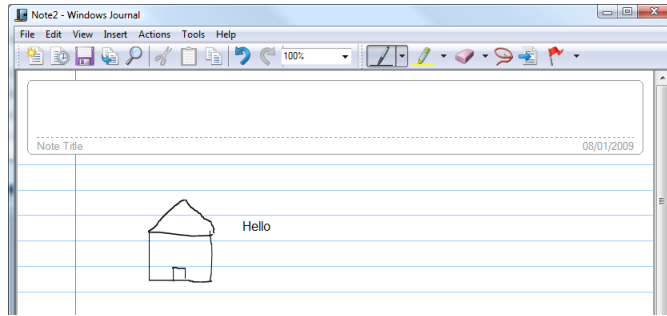 Note2 - Windows Journal
File Edit View Insert Actions Tools Help
100%
Note Title 08/01/2009
Hello